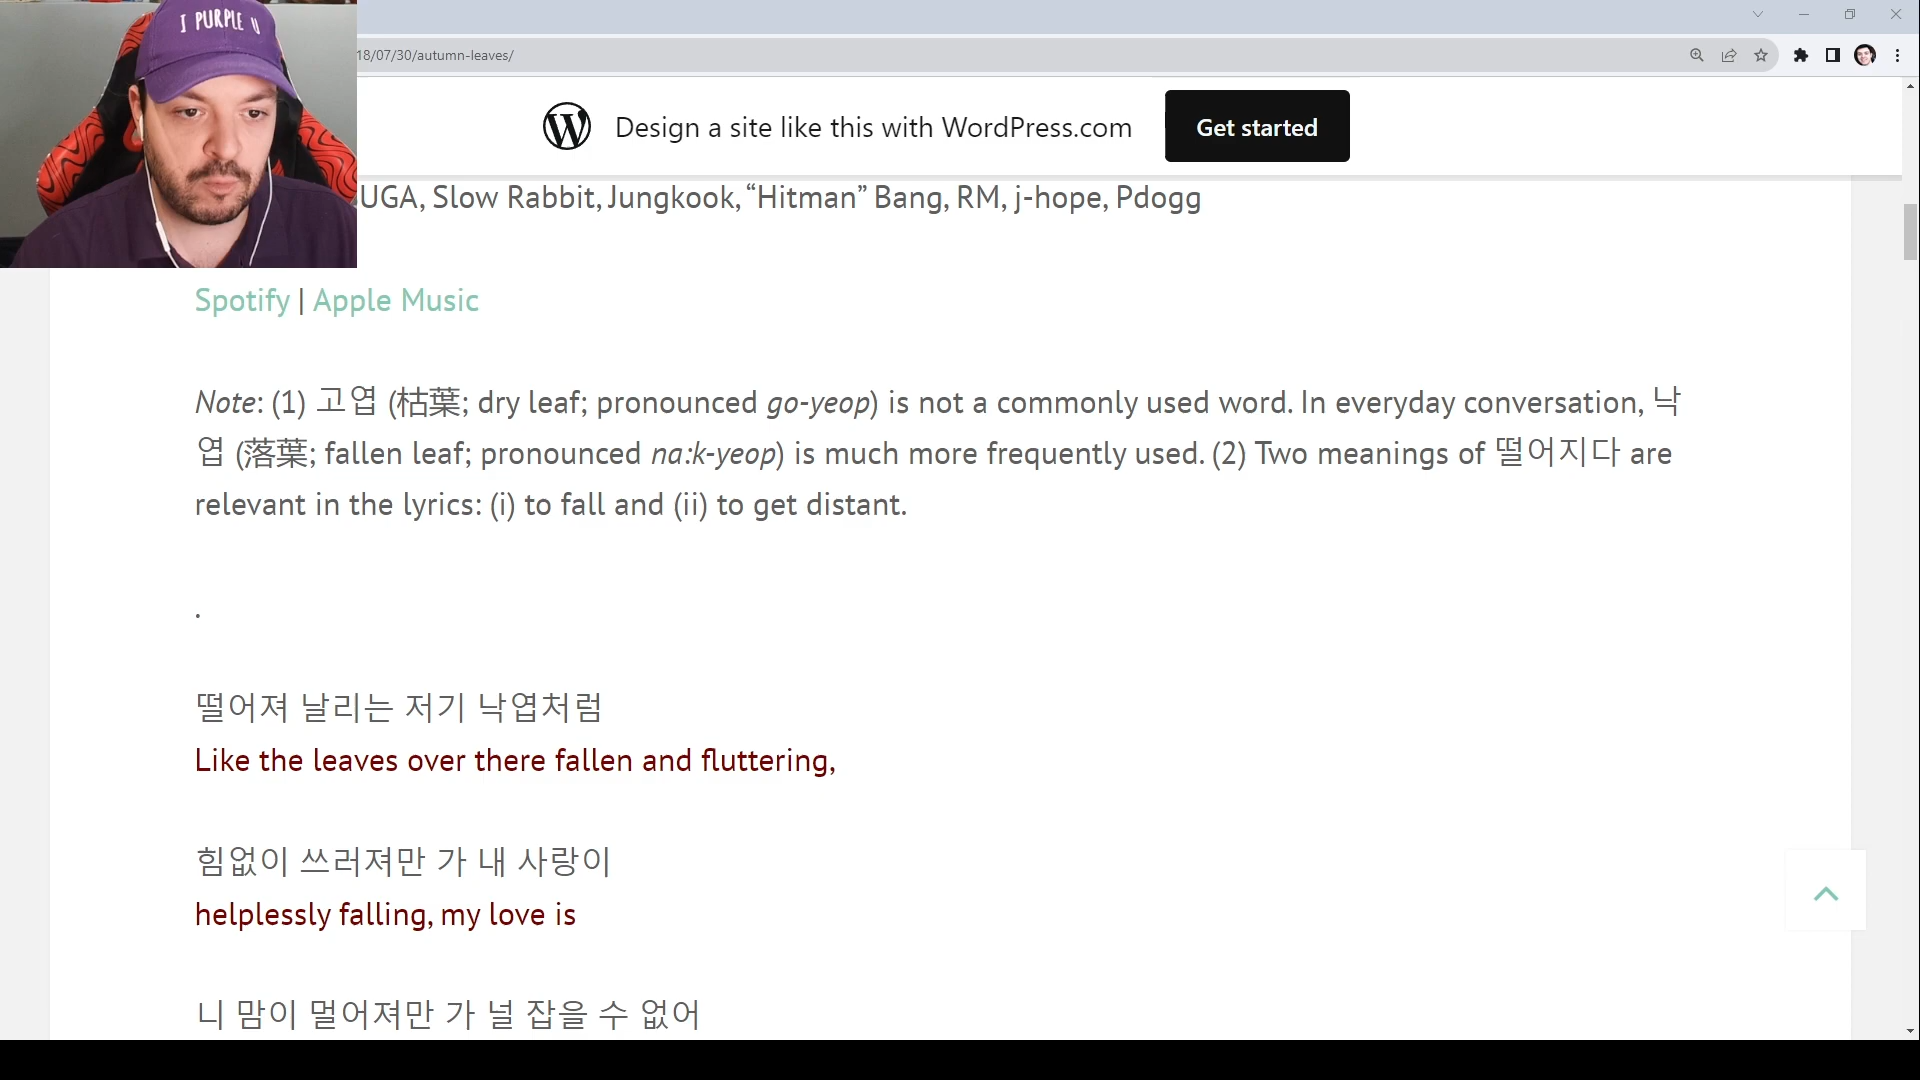 I PURPLE U
18/07/30/autumn-leaves/
Design a site like this with WordPress.com
Get started
UGA, Slow Rabbit, Jungkook, “Hitman” Bang, RM, j-hope, Pdogg
Spotify | Apple Music
Note: (1) 고엽 (枯葉; dry leaf; pronounced go-yeop) is not a commonly used word. In everyday conversation, 낙
엽 (落葉; fallen leaf; pronounced na:k-yeop) is much more frequently used. (2) Two meanings of 떨어지다 are
relevant in the lyrics: (i) to fall and (ii) to get distant.
.
떨어져 날리는 저기 낙엽처럼
Like the leaves over there fallen and fluttering,
힘없이 쓰러져만 가 내 사랑이
helplessly falling, my love is
니 맘이 멀어져만 가 널 잡을 수 없어